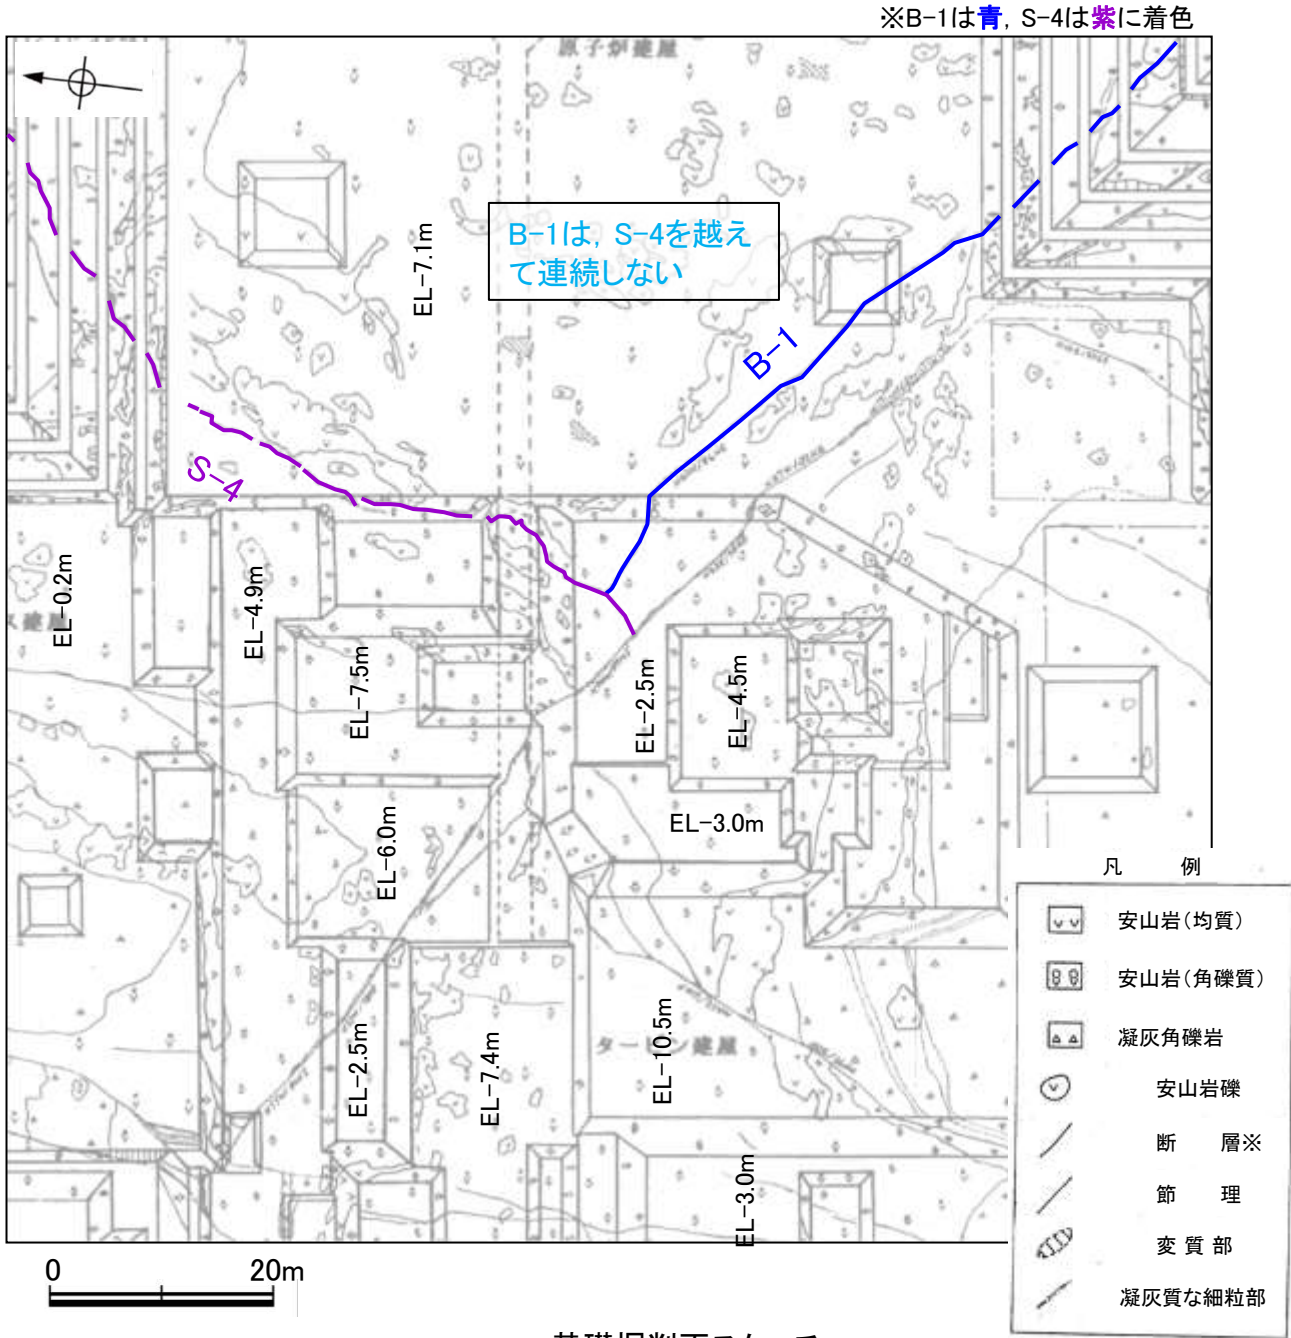 ※B-1は青, S-4は紫に着色
原子炉建屋
EL-7.1m
B-1は, S-4を越え
て連続しない
B-1
S-4
EL-0.2m
EL-4.9m
EL-7.5m
EL-2.5m
EL-4.5m
EL-6.0m
EL-3.0m
EL-2.5m
EL-7.4m
EL-10.5m
タービン建屋
EL-3.0m
凡 例
安山岩(均質)
安山岩(角礫質)
凝灰角礫岩
安山岩礫
断 層※
節 理
変質部
凝灰質な細粒部
0 20m